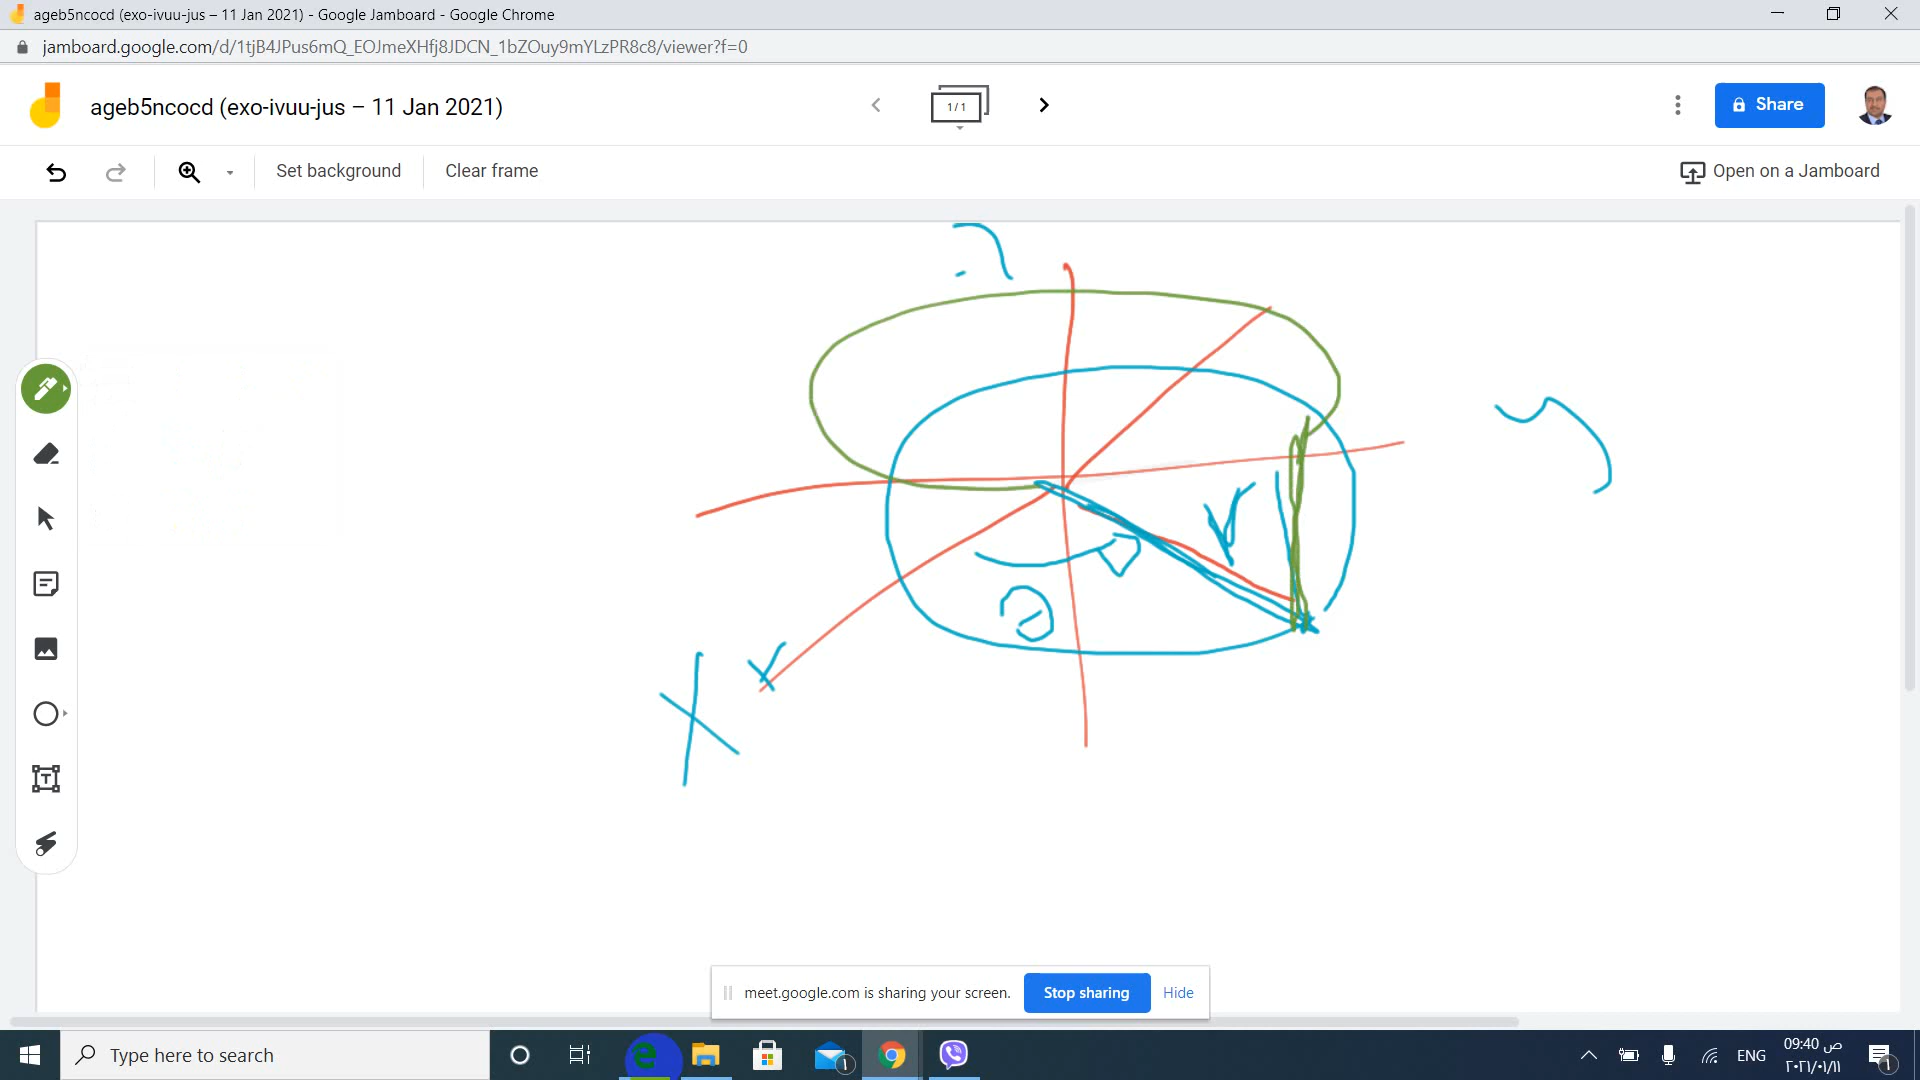 ageb5ncocd (exo-ivuu-jus – 11 Jan 2021) - Google Jamboard - Google Chrome
jamboard.google.com/d/1tjB4JPus6mQ_EOJmeXHfj8JDCN_1bZOuy9mYLzPR8c8/viewer?f=0
ageb5ncocd (exo-ivuu-jus – 11 Jan 2021)
1/1
Share
Set background
Clear frame
Open on a Jamboard
y
r
X
meet.google.com is sharing your screen.
Stop sharing
Hide
Type here to search
ENG
09:40 ص
٢٠٢١/٠١/١١